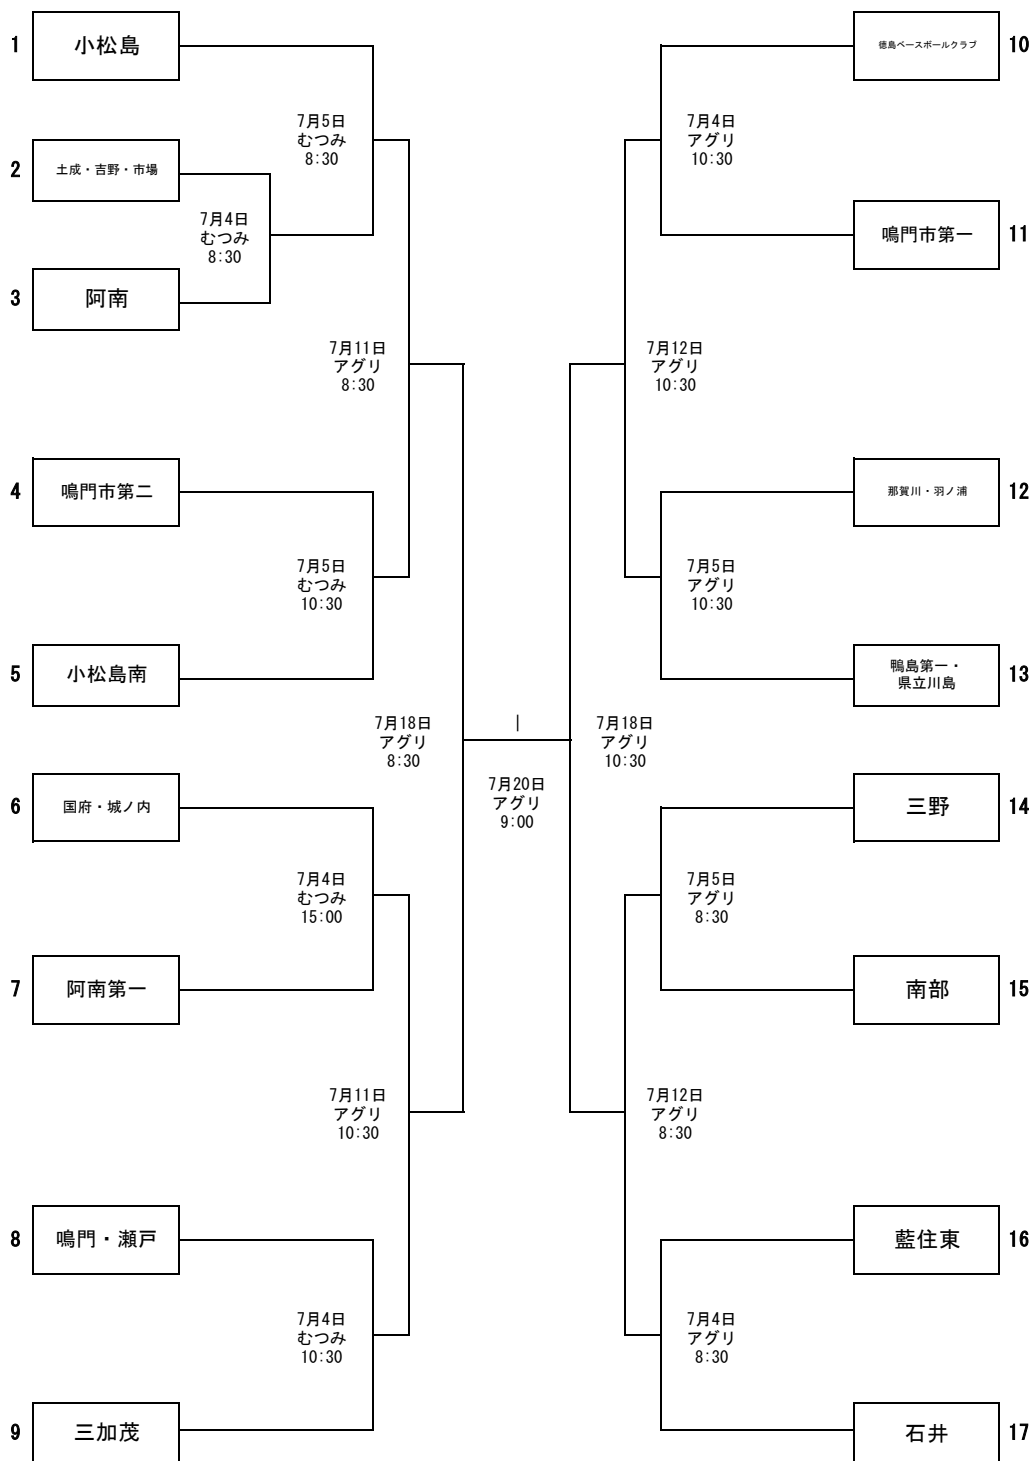 1
小松島
7月5日
むつみ
8:30
2
土成・吉野・市場
7月4日
むつみ
8:30
3
阿南
7月11日
アグリ
8:30
4
鳴門市第二
7月5日
むつみ
10:30
5
小松島南
7月18日
アグリ
8:30
6
国府・城ノ内
7月4日
むつみ
15:00
7
阿南第一
7月11日
アグリ
10:30
8
鳴門・瀬戸
7月4日
むつみ
10:30
9
三加茂
|
7月20日
アグリ
9:00
徳島ベースボールクラブ
10
7月4日
アグリ
10:30
鳴門市第一
11
7月12日
アグリ
10:30
那賀川・羽ノ浦
12
7月5日
アグリ
10:30
鴨島第一・
県立川島
13
7月18日
アグリ
10:30
三野
14
7月5日
アグリ
8:30
南部
15
7月12日
アグリ
8:30
藍住東
16
7月4日
アグリ
8:30
石井
17